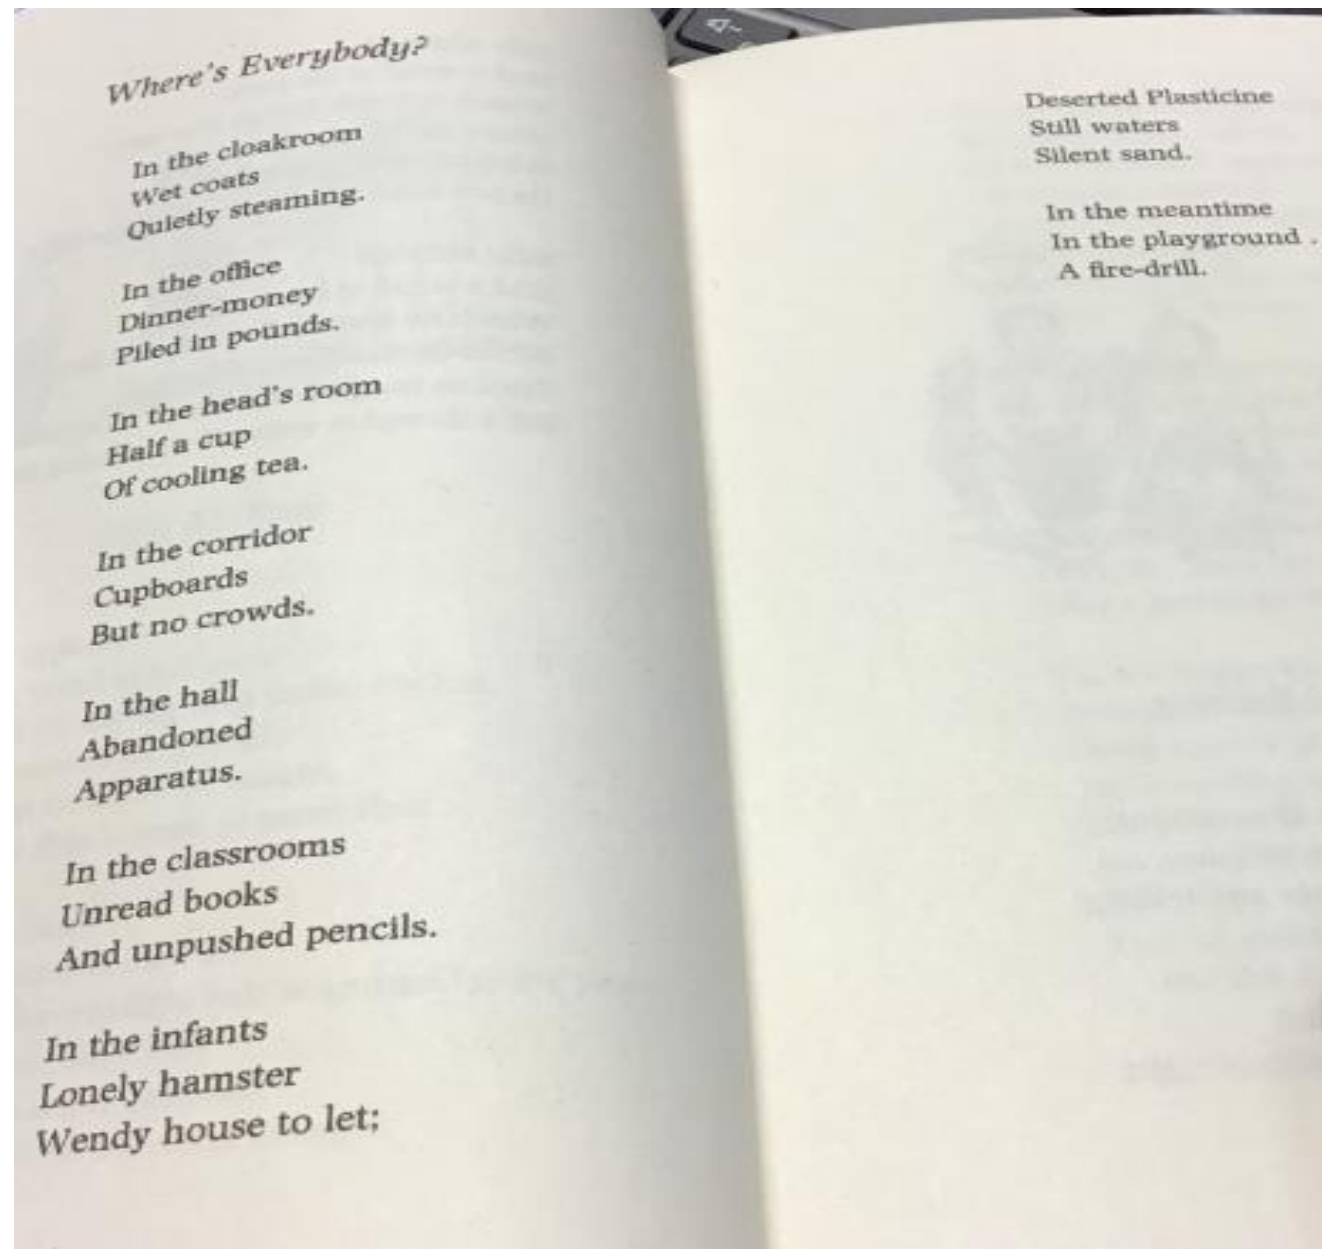 Where's Everybody?
In the cloakroom
Wet coats
Quietly steaming.
In the office
Dinner-money
Piled in pounds.
In the head's room
Half a cup
Of cooling tea.
In the corridor
Cupboards
But no crowds.
In the hall
Abandoned
Apparatus.
In the classrooms
Unread books
And unpushed pencils.
In the infants
Lonely hamster
Wendy house to let;
Deserted Plasticine
Still waters
Silent sand.
In the meantime
In the playground .
A fire-drill.